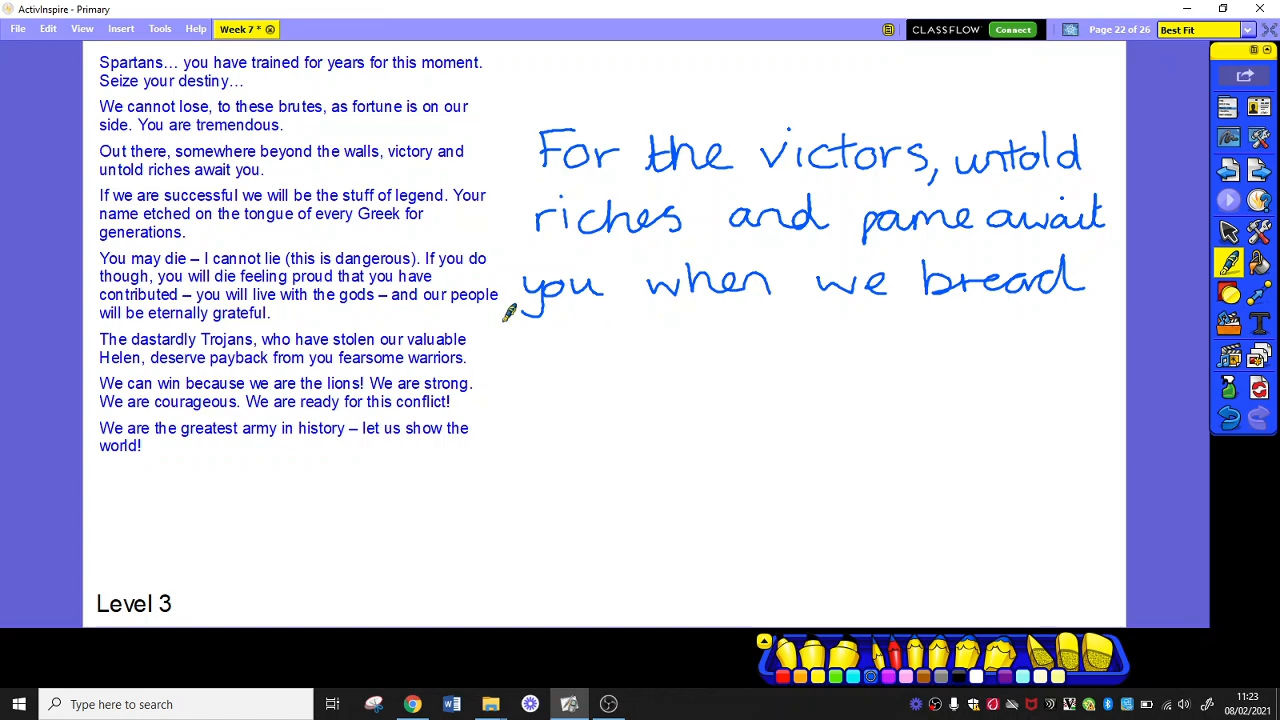 ActivInspire - Primary
File Edit View Insert Tools Help Week 7 *
CLASSFLOW Connect Page 22 of 26 Best Fit
Spartans… you have trained for years for this moment.
Seize your destiny…
We cannot lose, to these brutes, as fortune is on our
side. You are tremendous.
Out there, somewhere beyond the walls, victory and
untold riches await you.
If we are successful we will be the stuff of legend. Your
name etched on the tongue of every Greek for
generations.
You may die – I cannot lie (this is dangerous). If you do
though, you will die feeling proud that you have
contributed – you will live with the gods – and our people
will be eternally grateful.
The dastardly Trojans, who have stolen our valuable
Helen, deserve payback from you fearsome warriors.
We can win because we are the lions! We are strong.
We are courageous. We are ready for this conflict!
We are the greatest army in history – let us show the
world!
Level 3
For the victors, untold
riches and fame await
you when we bread
Type here to search
11:23
08/02/2021